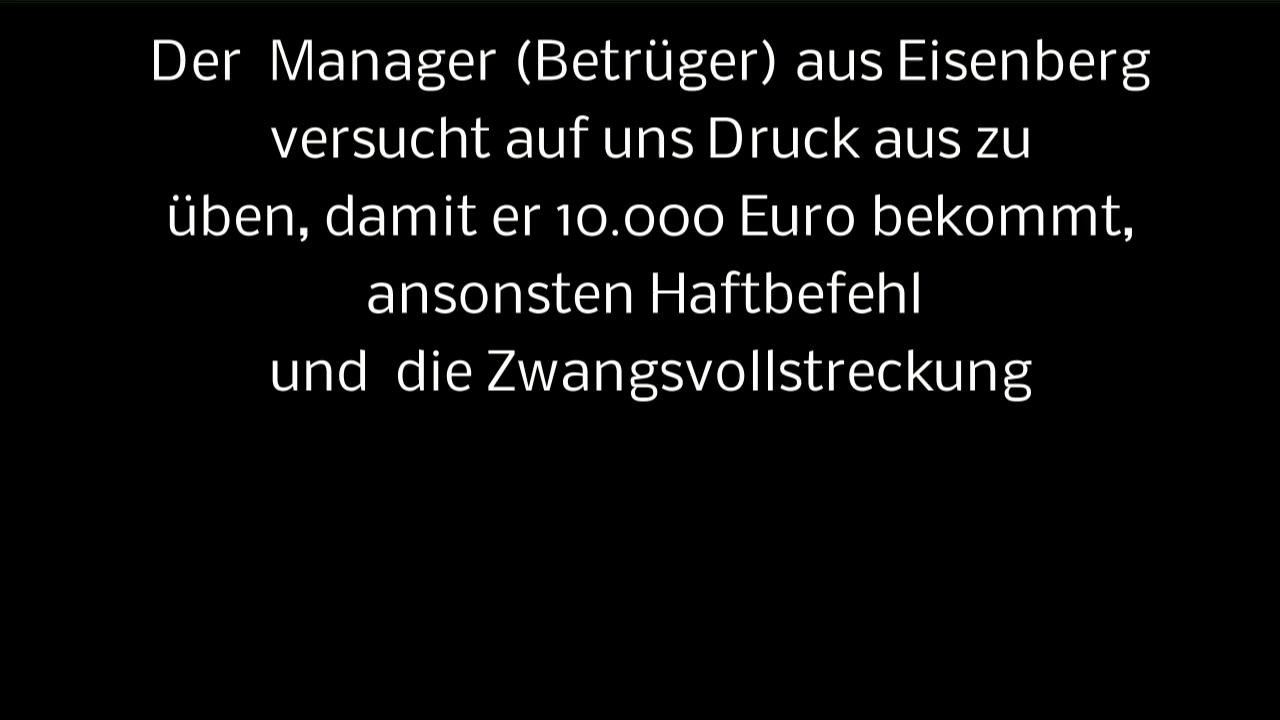 Der  Manager (Betrüger) aus Eisenberg
versucht auf uns Druck aus zu
üben, damit er 10.000 Euro bekommt,
ansonsten Haftbefehl
und  die Zwangsvollstreckung